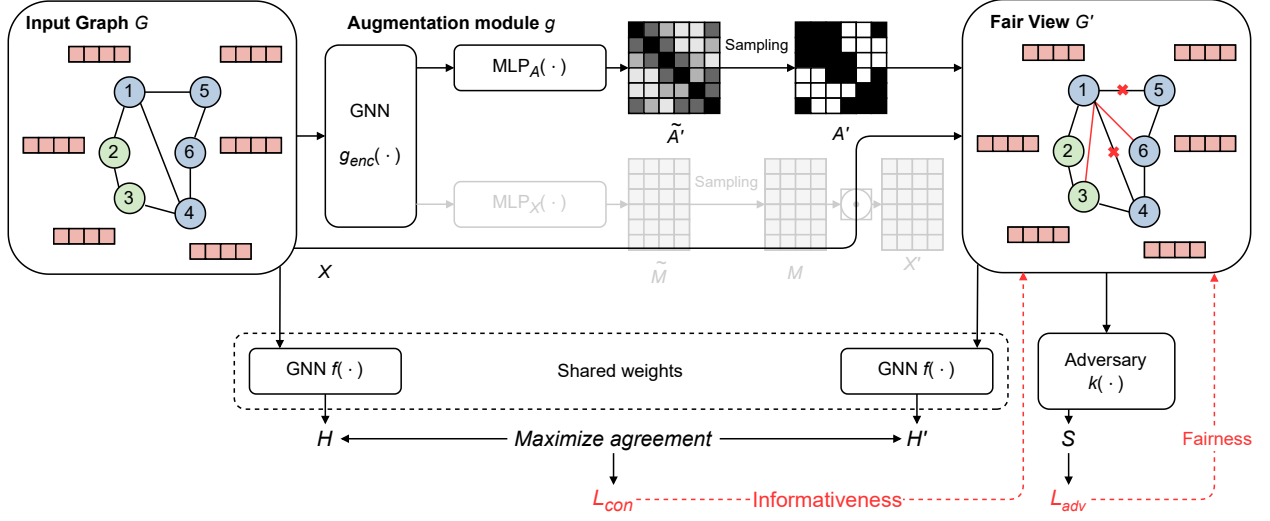 Input Graph G
Augmentation module g
Fair View G'
1
5
2
6
3
4
GNN
g_enc(·)
MLP_A(·)
Sampling
Ã'
A'
MLP_X(·)
Sampling
M̃
M
X'
X
1
5
2
6
3
4
GNN f(·)
Shared weights
GNN f(·)
Adversary
k(·)
H
Maximize agreement
H'
S
Fairness
L_con
Informativeness
L_adv